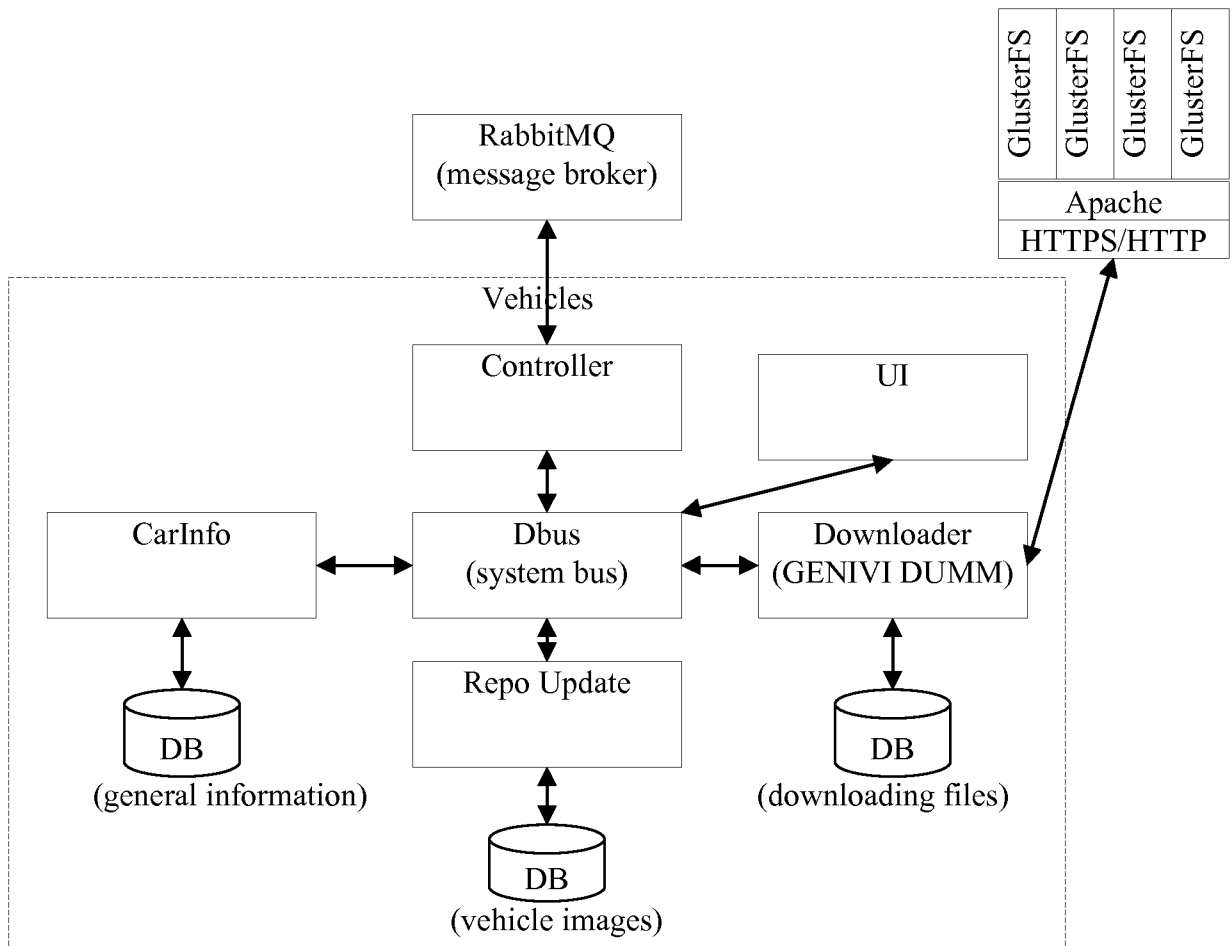 GlusterFS
GlusterFS
GlusterFS
GlusterFS
RabbitMQ
(message broker)
Apache
HTTPS/HTTP
Vehicles
Controller
UI
CarInfo
Dbus
(system bus)
Downloader
(GENIVI DUMM)
Repo Update
DB
(general information)
DB
(downloading files)
DB
(vehicle images)